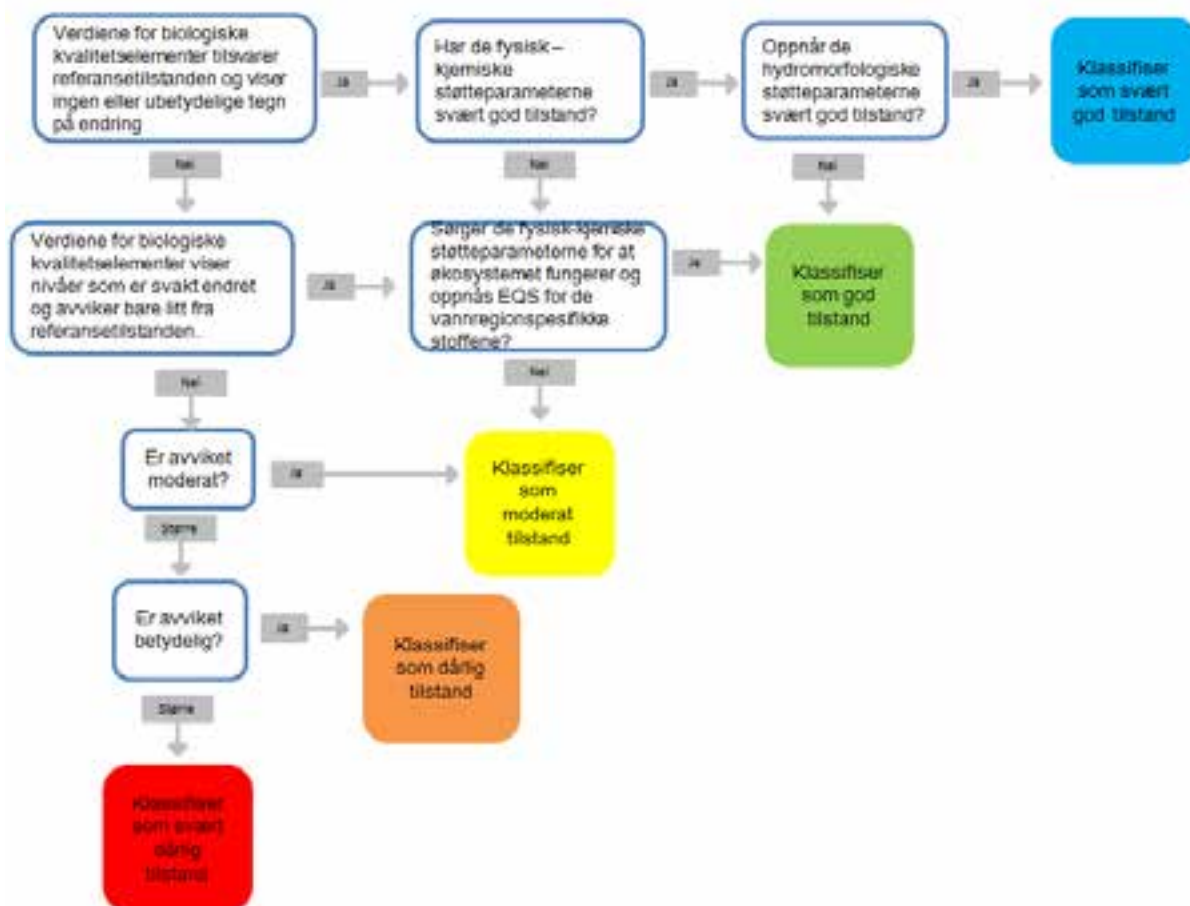 Verdiene for biologiske
kvalitetselementer tilsvarer
referansetilstanden og viser
ingen eller ubetydelige tegn
på endring
Ja
Har de fysisk –
kjemiske
støtteparameterne
svært god tilstand?
Ja
Oppnår de
hydromorfologiske
støtteparameterne
svært god tilstand?
Ja
Klassifiser
som svært
god tilstand
Nei
Nei
Nei
Verdiene for biologiske
kvalitetselementer viser
nivåer som er svakt endret
og avviker bare litt fra
referansetilstanden.
Ja
Sørger de fysisk-kjemiske
støtteparameterne for at
økosystemet fungerer og
oppnås EQS for de
vannregionspesifikke
stoffene?
Ja
Klassifiser
som god
tilstand
Nei
Nei
Er avviket
moderat?
Ja
Klassifiser
som
moderat
tilstand
Større
Er avviket
betydelig?
Ja
Klassifiser
som dårlig
tilstand
Større
Klassifiser
som svært
dårlig
tilstand